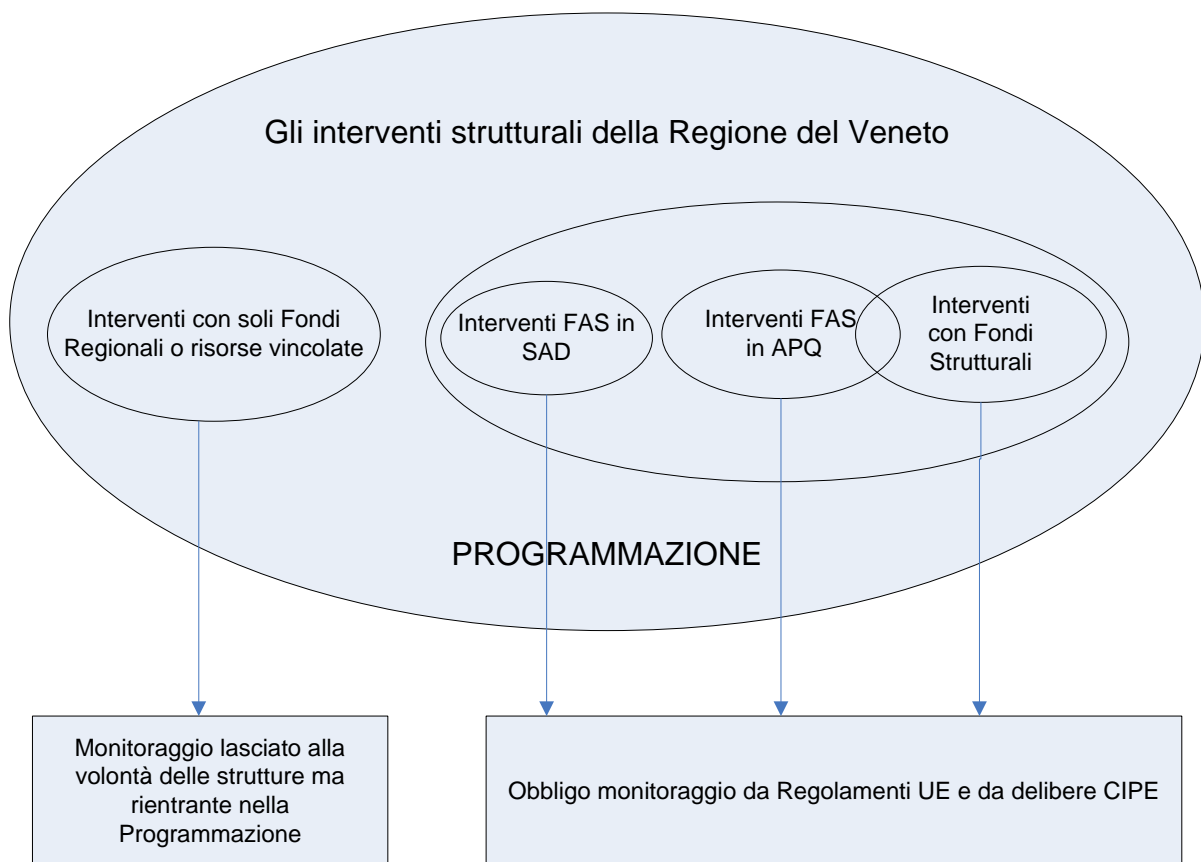 Gli interventi strutturali della Regione del Veneto
Interventi con soli Fondi
Regionali o risorse vincolate
Interventi FAS in
SAD
Interventi FAS
in APQ
Interventi
con Fondi
Strutturali
PROGRAMMAZIONE
Monitoraggio lasciato alla
volontà delle strutture ma
rientrante nella
Programmazione
Obbligo monitoraggio da Regolamenti UE e da delibere CIPE